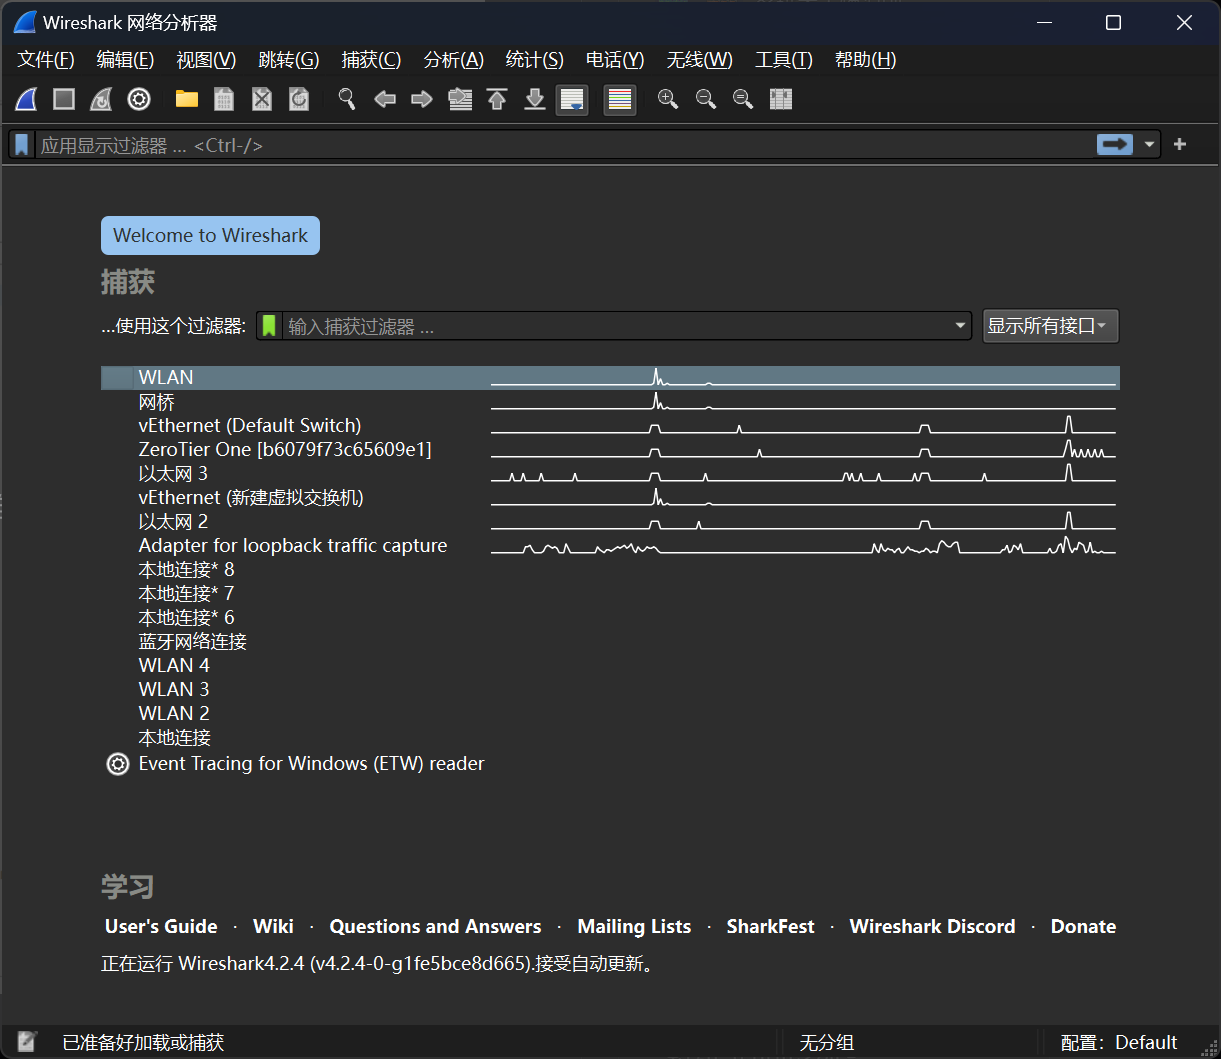 Wireshark 网络分析器
文件(F) 编辑(E) 视图(V) 跳转(G) 捕获(C) 分析(A) 统计(S) 电话(Y) 无线(W) 工具(T) 帮助(H)
应用显示过滤器 … <Ctrl-/>
Welcome to Wireshark
捕获
…使用这个过滤器: 输入捕获过滤器 … 显示所有接口
WLAN
网桥
vEthernet (Default Switch)
ZeroTier One [b6079f73c65609e1]
以太网 3
vEthernet (新建虚拟交换机)
以太网 2
Adapter for loopback traffic capture
本地连接* 8
本地连接* 7
本地连接* 6
蓝牙网络连接
WLAN 4
WLAN 3
WLAN 2
本地连接
Event Tracing for Windows (ETW) reader
学习
User's Guide · Wiki · Questions and Answers · Mailing Lists · SharkFest · Wireshark Discord · Donate
正在运行 Wireshark4.2.4 (v4.2.4-0-g1fe5bce8d665).接受自动更新。
已准备好加载或捕获 无分组 配置：Default